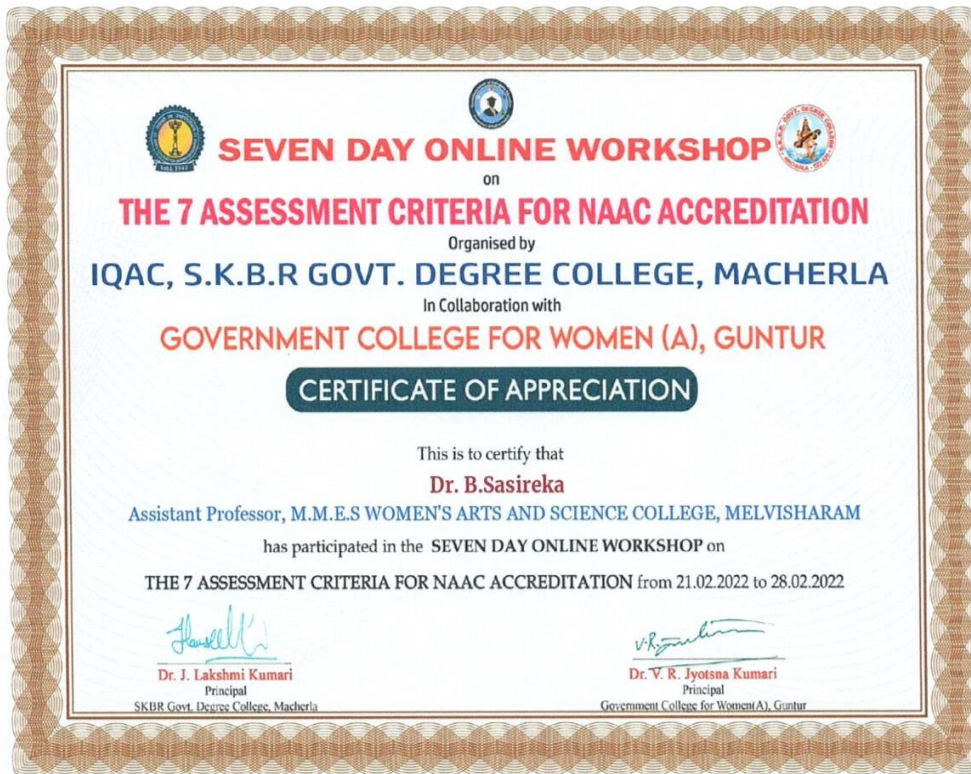 SEVEN DAY ONLINE WORKSHOP
on
THE 7 ASSESSMENT CRITERIA FOR NAAC ACCREDITATION
Organised by
IQAC, S.K.B.R GOVT. DEGREE COLLEGE, MACHERLA
In Collaboration with
GOVERNMENT COLLEGE FOR WOMEN (A), GUNTUR
CERTIFICATE OF APPRECIATION
This is to certify that
Dr. B.Sasireka
Assistant Professor, M.M.E.S WOMEN'S ARTS AND SCIENCE COLLEGE, MELVISHARAM
has participated in the SEVEN DAY ONLINE WORKSHOP on
THE 7 ASSESSMENT CRITERIA FOR NAAC ACCREDITATION from 21.02.2022 to 28.02.2022
Dr. J. Lakshmi Kumari
Principal
SKBR Govt. Degree College, Macherla
Dr. V. R. Jyotsna Kumari
Principal
Government College for Women(A), Guntur